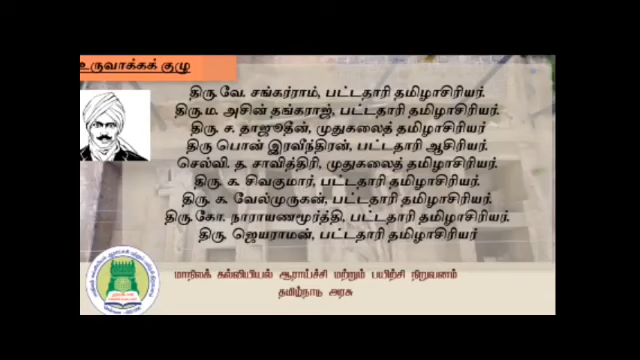 உருவாக்கக் குழு
திரு.வே. சங்கர்ராம், பட்டதாரி தமிழாசிரியர்.
திரு.ம. அசின் தங்கராஜ், பட்டதாரி தமிழாசிரியர்.
திரு. ச. தாஜூதீன், முதுகலைத் தமிழாசிரியர்
திரு பொன் இரவீந்திரன், பட்டதாரி ஆசிரியர்.
செல்வி. த. சாவித்திரி, முதுகலைத் தமிழாசிரியர்.
திரு. க. சிவகுமார், பட்டதாரி தமிழாசிரியர்.
திரு. க. வேல்முருகன், பட்டதாரி தமிழாசிரியர்.
திரு.கோ. நாராயணமூர்த்தி, பட்டதாரி தமிழாசிரியர்.
திரு. ஜெயராமன், பட்டதாரி தமிழாசிரியர்
மாநிலக் கல்வியியல் ஆராய்ச்சி மற்றும் பயிற்சி நிறுவனம்
தமிழ்நாடு அரசு